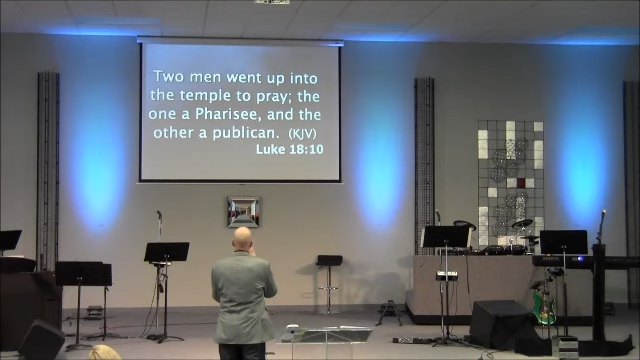 Two men went up into
the temple to pray; the
one a Pharisee, and the
other a publican. (KJV)
Luke 18:10